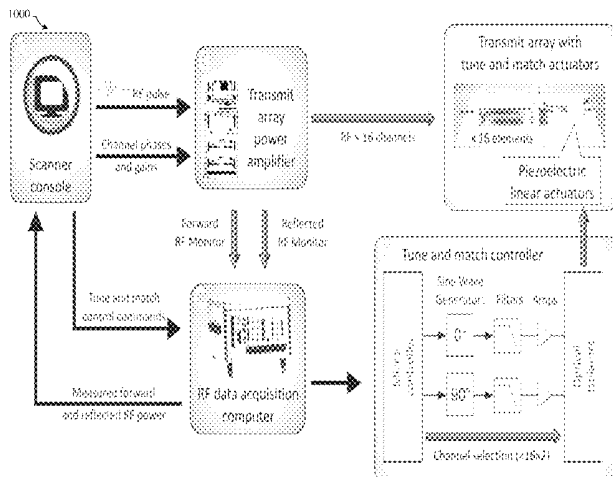 1000
Scanner
console
RF pulse
Channel phases
and gains
Transmit
array
power
amplifier
RF × 16 channels
Transmit array with
tune and match actuators
× 16 elements
Piezoelectric
linear actuators
Forward
RF Monitor
Reflected
RF Monitor
Tune and match
control commands
Measured forward
and reflected RF power
RF data acquisition
computer
Tune and match controller
Sine Wave
Generators
Filters
Amps
0°
90°
Channel selection (×16×2)